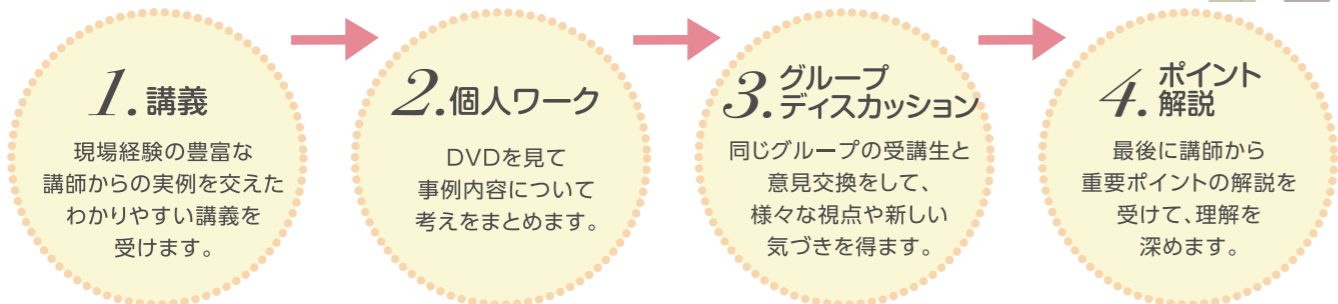 1.講義
現場経験の豊富な
講師からの実例を交えた
わかりやすい講義を
受けます。
2.個人ワーク
DVDを見て
事例内容について
考えをまとめます。
3.グループ
ディスカッション
同じグループの受講生と
意見交換をして、
様々な視点や新しい
気づきを得ます。
4.ポイント
解説
最後に講師から
重要ポイントの解説を
受けて、理解を
深めます。